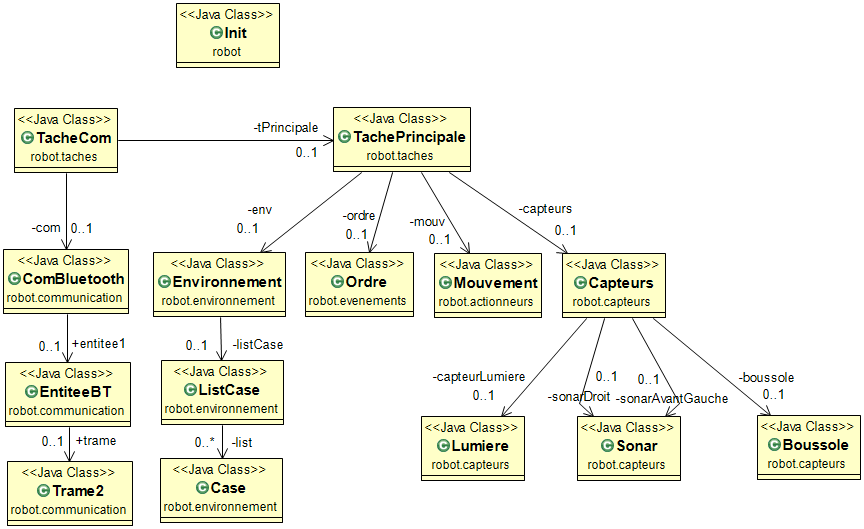 <<Java Class>>
Init
robot
<<Java Class>>
TacheCom
robot.taches
-tPrincipale
0..1
<<Java Class>>
TachePrincipale
robot.taches
-com
0..1
-env
0..1
-ordre
0..1
-mouv
0..1
-capteurs
0..1
<<Java Class>>
ComBluetooth
robot.communication
<<Java Class>>
Environnement
robot.environnement
<<Java Class>>
Ordre
robot.evenements
<<Java Class>>
Mouvement
robot.actionneurs
<<Java Class>>
Capteurs
robot.capteurs
0..1
+entitee1
0..1
-listCase
-capteurLumiere
0..1
0..1
-sonarDroit
0..1
-sonarAvantGauche
-boussole
0..1
<<Java Class>>
EntiteeBT
robot.communication
<<Java Class>>
ListCase
robot.environnement
<<Java Class>>
Lumiere
robot.capteurs
<<Java Class>>
Sonar
robot.capteurs
<<Java Class>>
Boussole
robot.capteurs
0..1
+trame
0..*
-list
<<Java Class>>
Trame2
robot.communication
<<Java Class>>
Case
robot.environnement